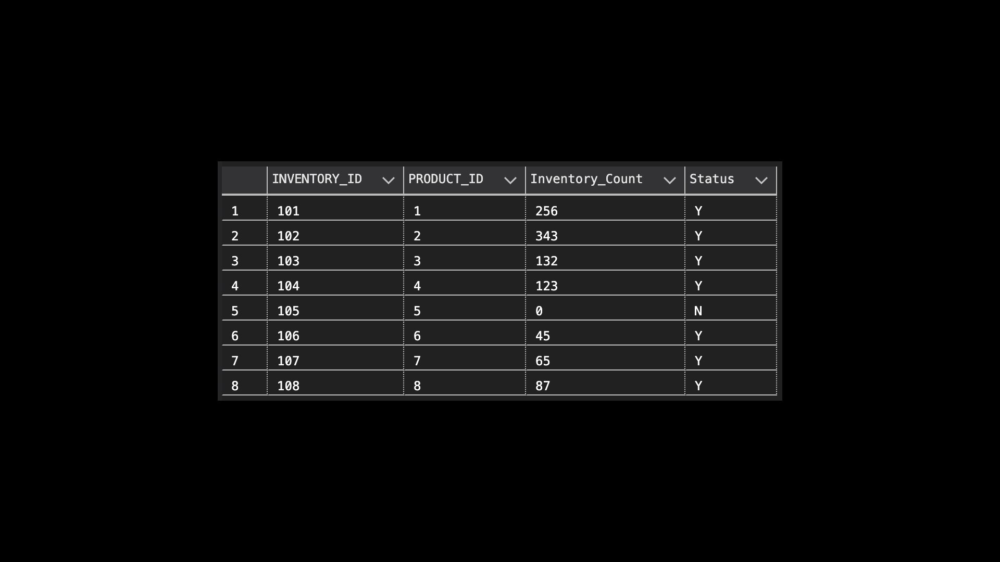 INVENTORY_ID PRODUCT_ID Inventory_Count Status
1 101 1 256 Y
2 102 2 343 Y
3 103 3 132 Y
4 104 4 123 Y
5 105 5 0 N
6 106 6 45 Y
7 107 7 65 Y
8 108 8 87 Y